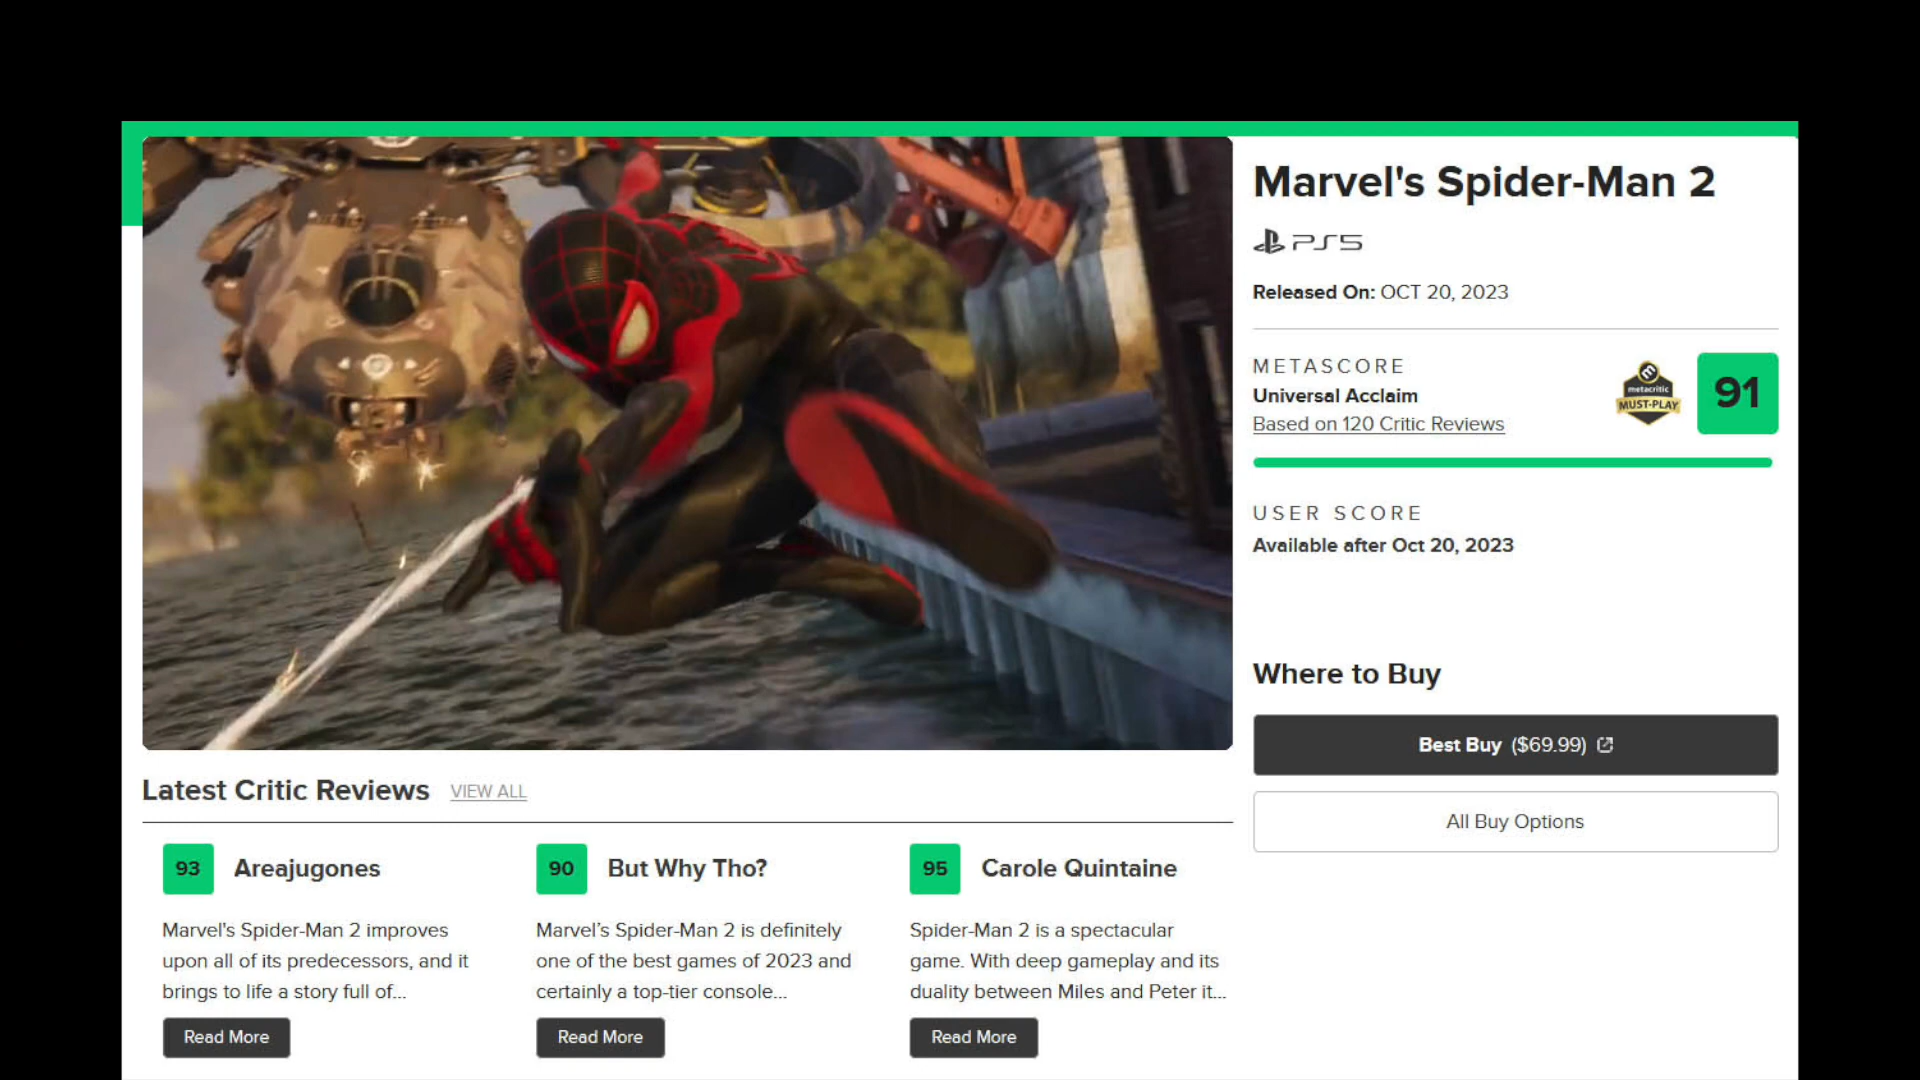 Marvel's Spider-Man 2
PS5
Released On: OCT 20, 2023
METASCORE
Universal Acclaim
Based on 120 Critic Reviews
m
metacritic
MUST-PLAY
91
USER SCORE
Available after Oct 20, 2023
Where to Buy
Best Buy ($69.99)
All Buy Options
Latest Critic Reviews VIEW ALL
93 Areajugones
Marvel's Spider-Man 2 improves
upon all of its predecessors, and it
brings to life a story full of...
Read More
90 But Why Tho?
Marvel’s Spider-Man 2 is definitely
one of the best games of 2023 and
certainly a top-tier console...
Read More
95 Carole Quintaine
Spider-Man 2 is a spectacular
game. With deep gameplay and its
duality between Miles and Peter it...
Read More